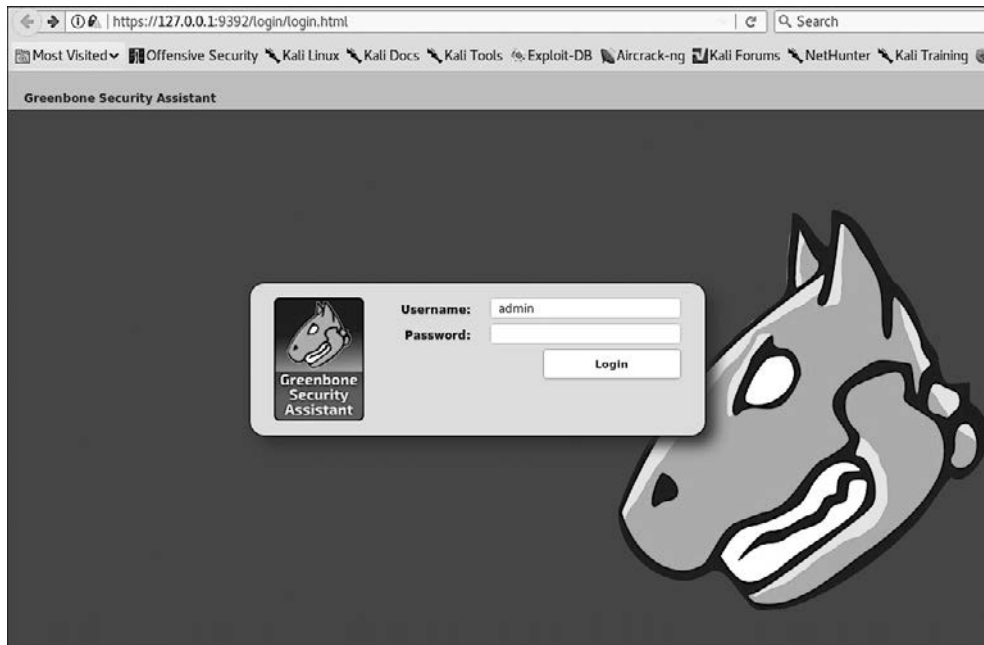 https://127.0.0.1:9392/login/login.html
Search
Most Visited
Offensive Security
Kali Linux
Kali Docs
Kali Tools
Exploit-DB
Aircrack-ng
Kali Forums
NetHunter
Kali Training
Greenbone Security Assistant
Username:
admin
Password:
Login
Greenbone
Security
Assistant